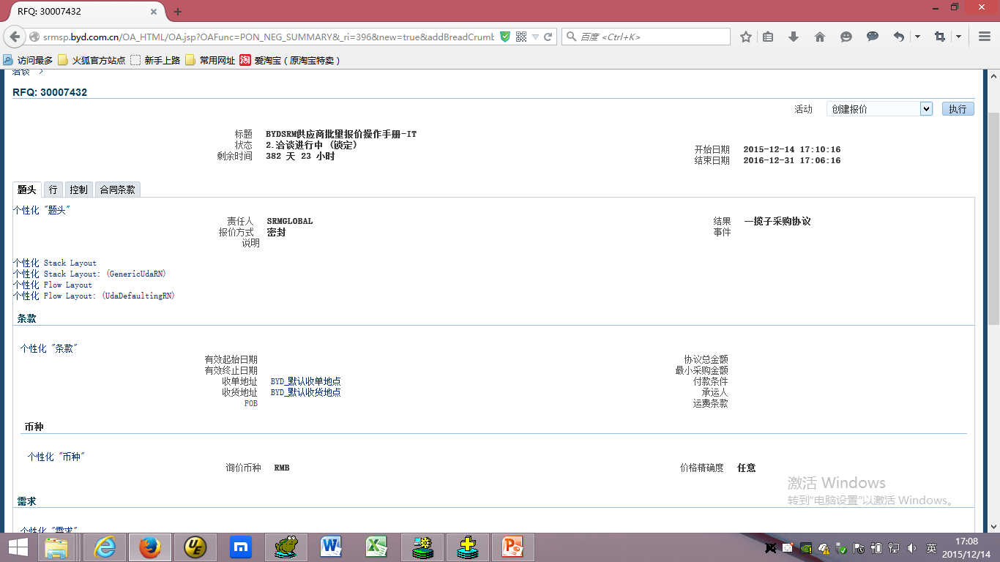 RFQ: 30007432
srmsp.byd.com.cn/OA_HTML/OA.jsp?OAFunc=PON_NEG_SUMMARY&_ri=396&new=true&addBreadCrumb
百度 <Ctrl+K>
访问最多 火狐官方站点 新手上路 常用网址 淘 爱淘宝（原淘宝特卖）
洽谈 >
RFQ: 30007432
活动 创建报价 执行
标题 BYDSRM供应商批量报价操作手册-IT
状态 2.洽谈进行中 (锁定)
剩余时间 382 天 23 小时
开始日期 2015-12-14 17:10:16
结束日期 2016-12-31 17:06:16
题头 行 控制 合同条款
个性化 "题头"
责任人 SRMGLOBAL 结果 一揽子采购协议
报价方式 密封 事件
说明
个性化 Stack Layout
个性化 Stack Layout: (GenericUdaRN)
个性化 Flow Layout
个性化 Flow Layout: (UdaDefaultingRN)
条款
个性化 "条款"
有效起始日期 协议总金额
有效终止日期 最小采购金额
收单地址 BYD_默认收单地点 付款条件
收货地址 BYD_默认收货地点 承运人
FOB 运费条款
币种
个性化 "币种"
询价币种 RMB 价格精确度 任意
激活 Windows
转到"电脑设置"以激活 Windows。
需求
个性化 "需求"
英 17:08
2015/12/14